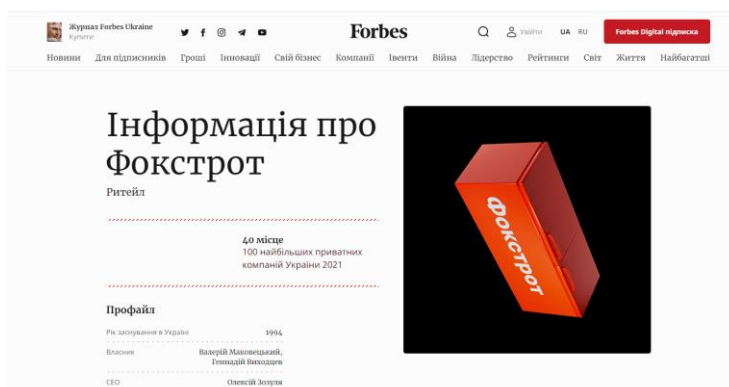 Журнал Forbes Ukraine
Купити
Forbes
Увійти
UA RU
Forbes Digital підписка
Новини Для підписників Гроші Інновації Свій бізнес Компанії Івенти Війна Лідерство Рейтинги Світ Життя Найбагатші
Інформація про
Фокстрот
Ритейл
40 місце
100 найбільших приватних
компаній України 2021
Профайл
Рік заснування в Україні 1994
Власник Валерій Маковецький,
Геннадій Виходцев
CEO Олексій Зозуля
Фокстрот